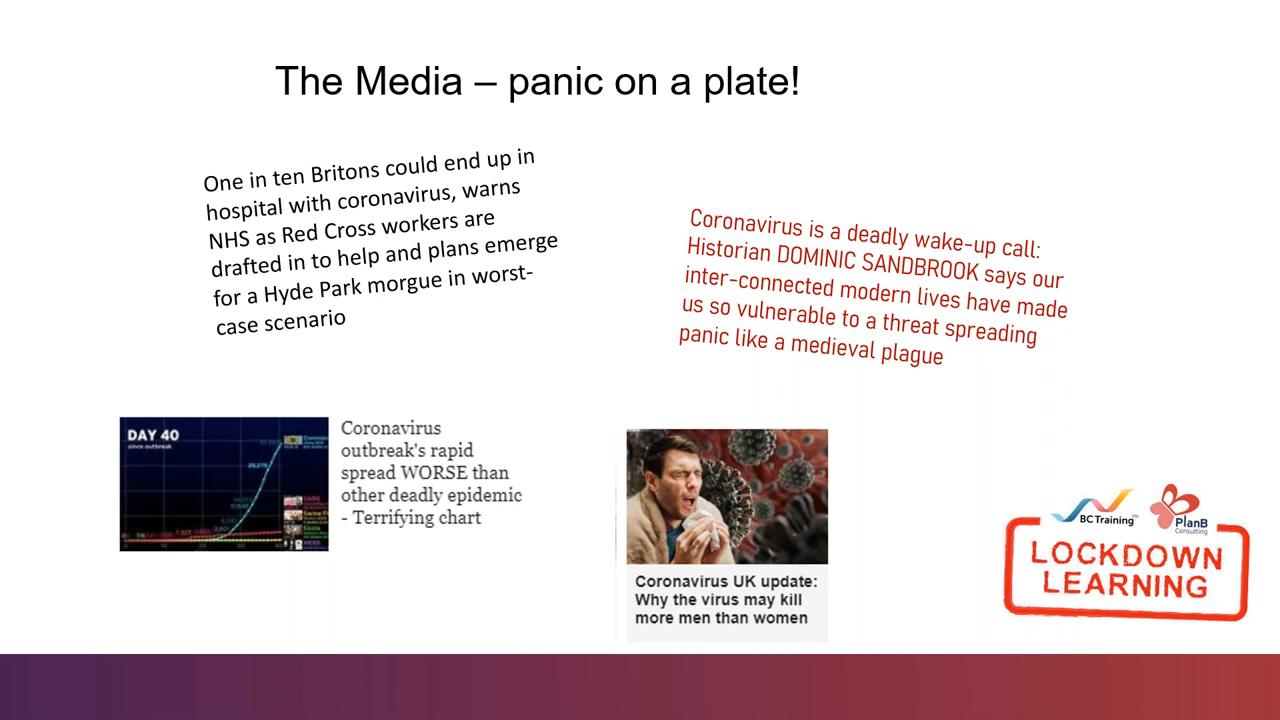 The Media – panic on a plate!
One in ten Britons could end up in
hospital with coronavirus, warns
NHS as Red Cross workers are
drafted in to help and plans emerge
for a Hyde Park morgue in worst-
case scenario
Coronavirus is a deadly wake-up call:
Historian DOMINIC SANDBROOK says our
inter-connected modern lives have made
us so vulnerable to a threat spreading
panic like a medieval plague
DAY 40
since outbreak
Coronavirus
outbreak's rapid
spread WORSE than
other deadly epidemic
- Terrifying chart
Coronavirus UK update:
Why the virus may kill
more men than women
BC Training
PlanB
Consulting
LOCKDOWN
LEARNING